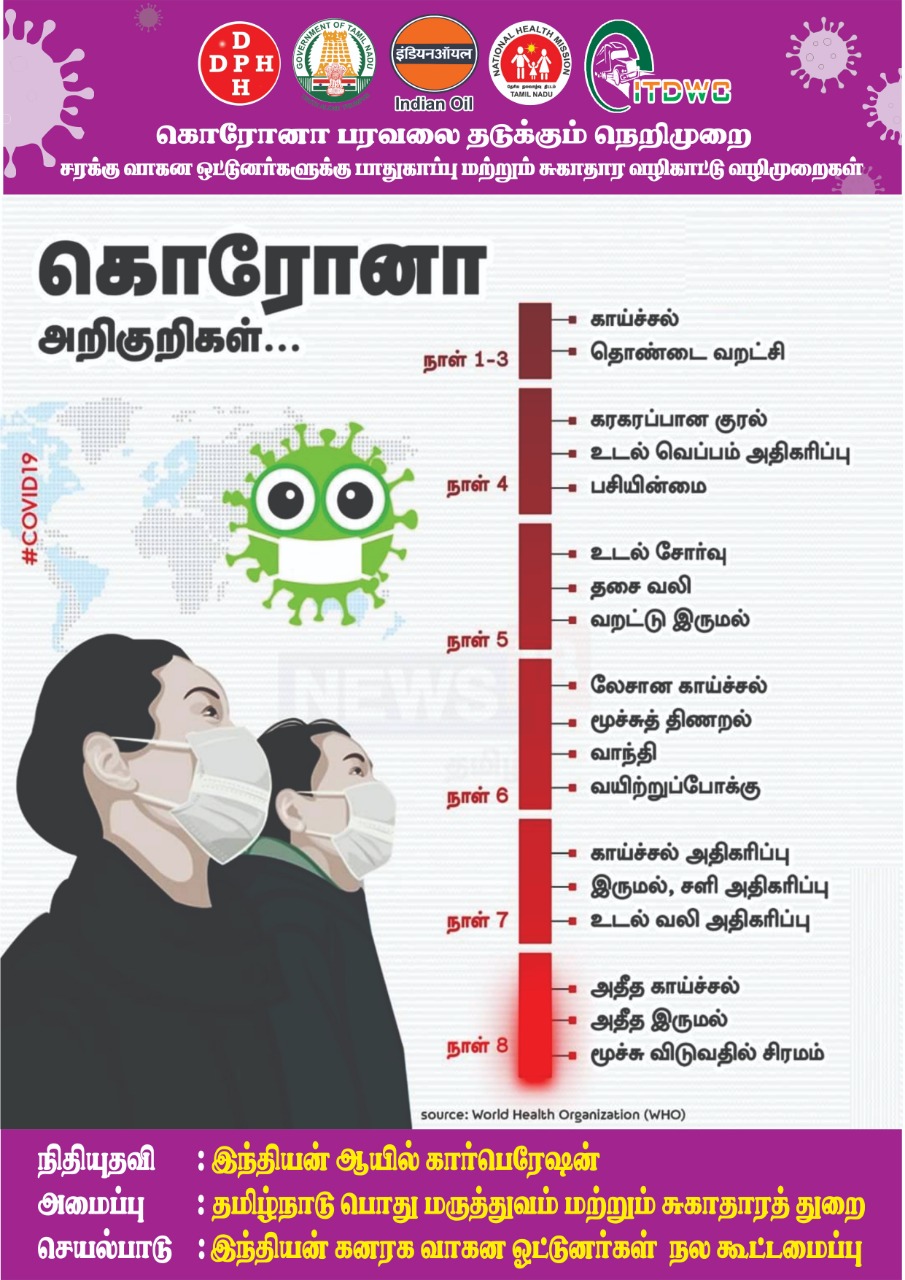 D
DPH
H
GOVERNMENT OF TAMIL NADU
इंडियनऑयल
Indian Oil
NATIONAL HEALTH MISSION
TAMIL NADU
ITDWC
கொரோனா பரவலை தடுக்கும் நெறிமுறை
சரக்கு வாகன ஓட்டுனர்களுக்கு பாதுகாப்பு மற்றும் சுகாதார வழிகாட்டு வழிமுறைகள்
கொரோனா
அறிகுறிகள்...
#COVID19
நாள் 1-3
காய்ச்சல்
தொண்டை வறட்சி
நாள் 4
கரகரப்பான குரல்
உடல் வெப்பம் அதிகரிப்பு
பசியின்மை
நாள் 5
உடல் சோர்வு
தசை வலி
வறட்டு இருமல்
நாள் 6
லேசான காய்ச்சல்
மூச்சுத் திணறல்
வாந்தி
வயிற்றுப்போக்கு
NEWS
நாள் 7
காய்ச்சல் அதிகரிப்பு
இருமல், சளி அதிகரிப்பு
உடல் வலி அதிகரிப்பு
நாள் 8
அதீத காய்ச்சல்
அதீத இருமல்
மூச்சு விடுவதில் சிரமம்
source: World Health Organization (WHO)
நிதியுதவி : இந்தியன் ஆயில் கார்பெரேஷன்
அமைப்பு : தமிழ்நாடு பொது மருத்துவம் மற்றும் சுகாதாரத் துறை
செயல்பாடு : இந்தியன் கனரக வாகன ஓட்டுனர்கள் நல கூட்டமைப்பு